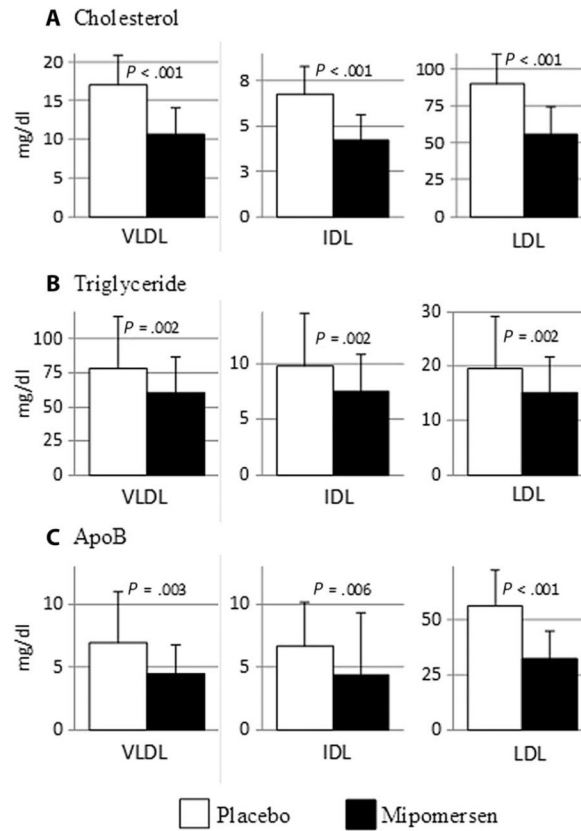 A Cholesterol
mg/dl
20
15
10
5
0
P < .001
VLDL
8
5
3
0
P < .001
IDL
100
75
50
25
0
P < .001
LDL
B Triglyceride
mg/dl
100
75
50
25
0
P = .002
VLDL
10
5
0
P = .002
IDL
30
20
10
0
P = .002
LDL
C ApoB
mg/dl
10
5
0
P = .003
VLDL
10
5
0
P = .006
IDL
50
25
0
P < .001
LDL
Placebo Mipomersen